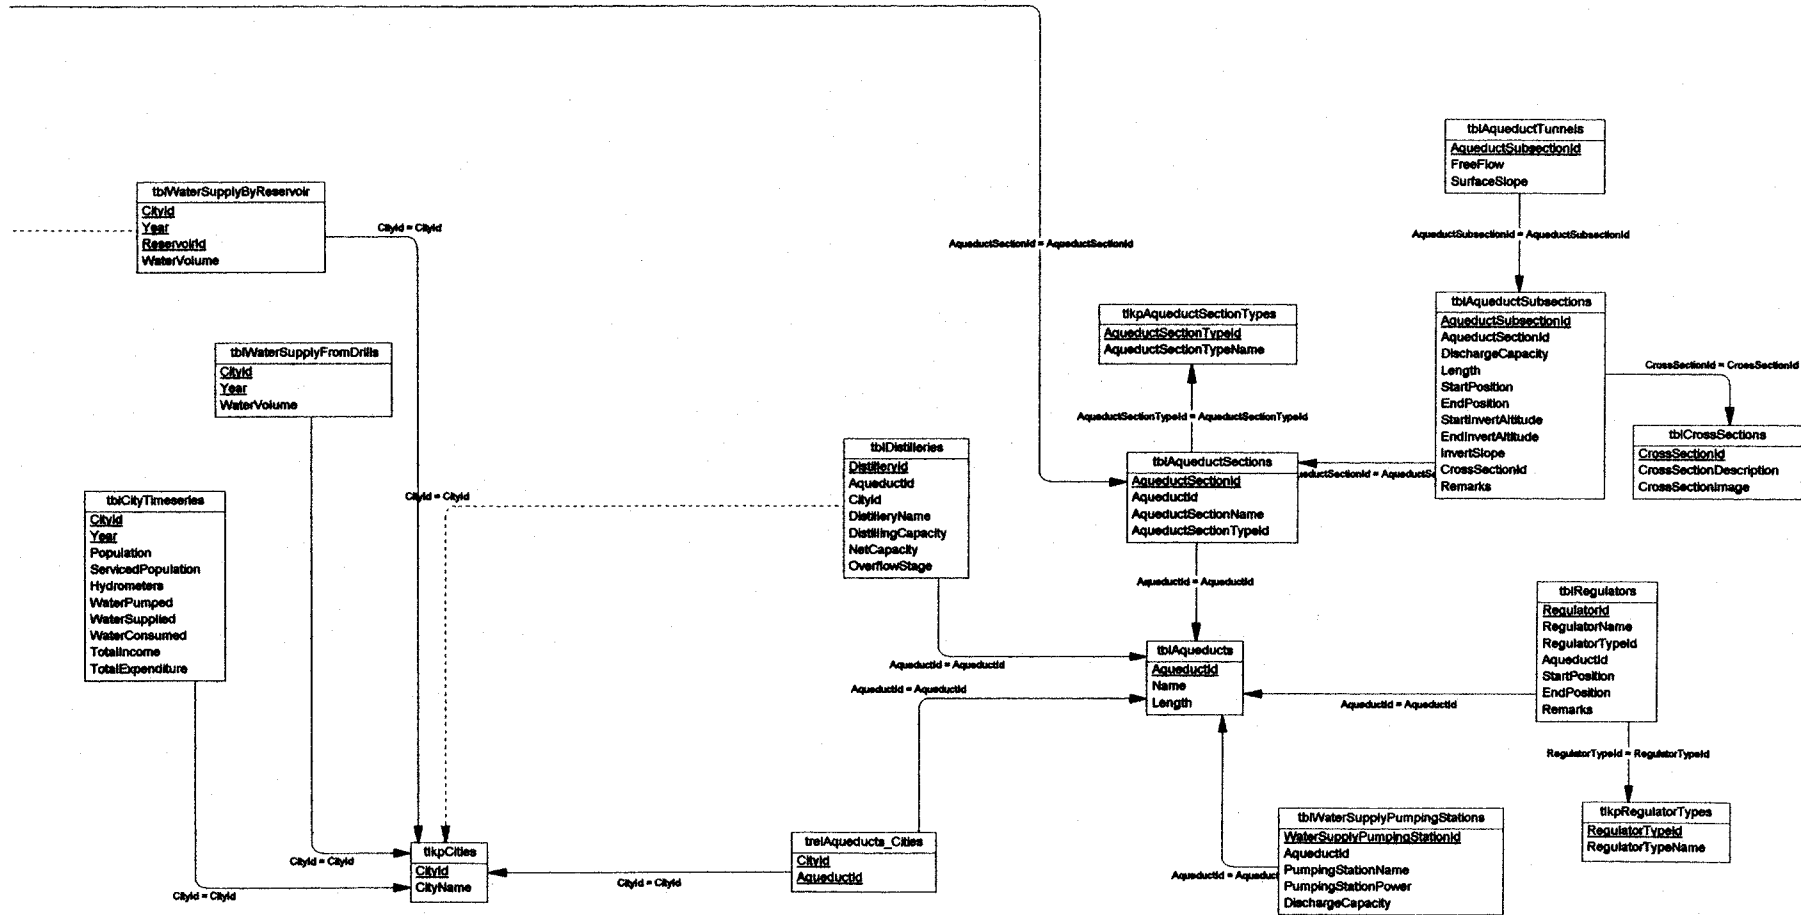 tblAqueductTunnels
AqueductSubsectionId
FreeFlow
SurfaceSlope
tblWaterSupplyByReservoir
CityId
Year
ReservoirId
WaterVolume
CityId = CityId
AqueductSectionId = AqueductSectionId
AqueductSubsectionId = AqueductSubsectionId
tblAqueductSubsections
AqueductSubsectionId
AqueductSectionId
DischargeCapacity
Length
StartPosition
EndPosition
StartInvertAltitude
EndInvertAltitude
InvertSlope
CrossSectionId
Remarks
tlkpAqueductSectionTypes
AqueductSectionTypeId
AqueductSectionTypeName
tblWaterSupplyFromDrills
CityId
Year
WaterVolume
CrossSectionId = CrossSectionId
AqueductSectionTypeId = AqueductSectionTypeId
tblCrossSections
CrossSectionId
CrossSectionDescription
CrossSectionImage
tblDistilleries
DistilleryId
AqueductId
CityId
DistilleryName
DistillingCapacity
NetCapacity
OverflowStage
tblAqueductSections
AqueductSectionId
AqueductId
AqueductSectionName
AqueductSectionTypeId
eductSectionId = AqueductSe
tblCityTimeseries
CityId
Year
Population
ServicedPopulation
Hydrometers
WaterPumped
WaterSupplied
WaterConsumed
TotalIncome
TotalExpenditure
CityId = CityId
AqueductId = AqueductId
tblRegulators
RegulatorId
RegulatorName
RegulatorTypeId
AqueductId
StartPosition
EndPosition
Remarks
tblAqueducts
AqueductId
Name
Length
AqueductId = AqueductId
AqueductId = AqueductId
AqueductId = AqueductId
RegulatorTypeId = RegulatorTypeId
tlkpRegulatorTypes
RegulatorTypeId
RegulatorTypeName
tblWaterSupplyPumpingStations
WaterSupplyPumpingStationId
AqueductId
PumpingStationName
PumpingStationPower
DischargeCapacity
AqueductId = Aqueduct
trelAqueducts_Cities
CityId
AqueductId
tlkpCities
CityId
CityName
CityId = CityId
CityId = CityId
CityId = CityId